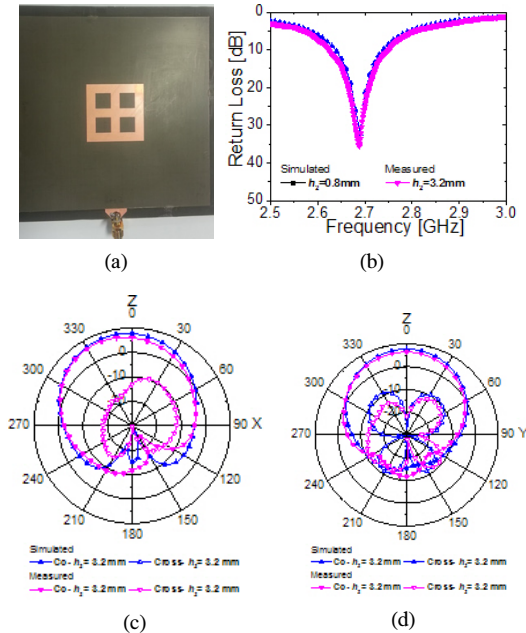 (a)
0
10
20
30
40
50
Return Loss [dB]
Simulated
Measured
h2=0.8mm
h2=3.2mm
2.5
2.6
2.7
2.8
2.9
3.0
Frequency [GHz]
(b)
Z
0
30
60
90 X
120
150
180
210
240
270
300
330
0
-10
Simulated
Co- h2= 3.2mm
Cross- h2= 3.2 mm
Measured
Co- h2= 3.2mm
Cross- h2= 3.2 mm
(c)
Z
0
30
60
90 Y
120
150
180
210
240
270
300
330
0
-10
Simulated
Co- h2= 3.2 mm
Cross- h2= 3.2 mm
Measured
Co- h2= 3.2 mm
Cross- h2= 3.2 mm
(d)